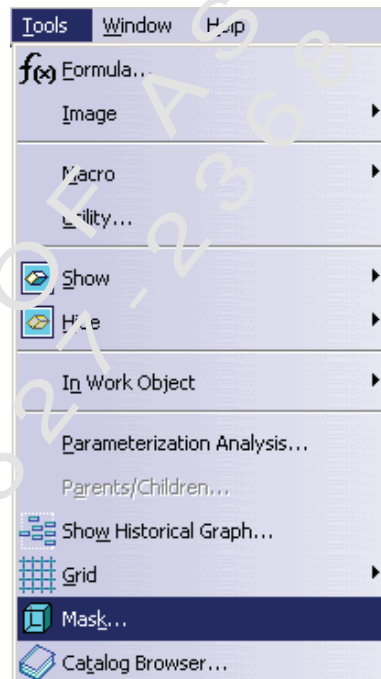 Tools Window Help
f(x) Formula...
Image
Macro
Utility...
Show
Hide
In Work Object
Parameterization Analysis...
Parents/Children...
Show Historical Graph...
Grid
Mask...
Catalog Browser...